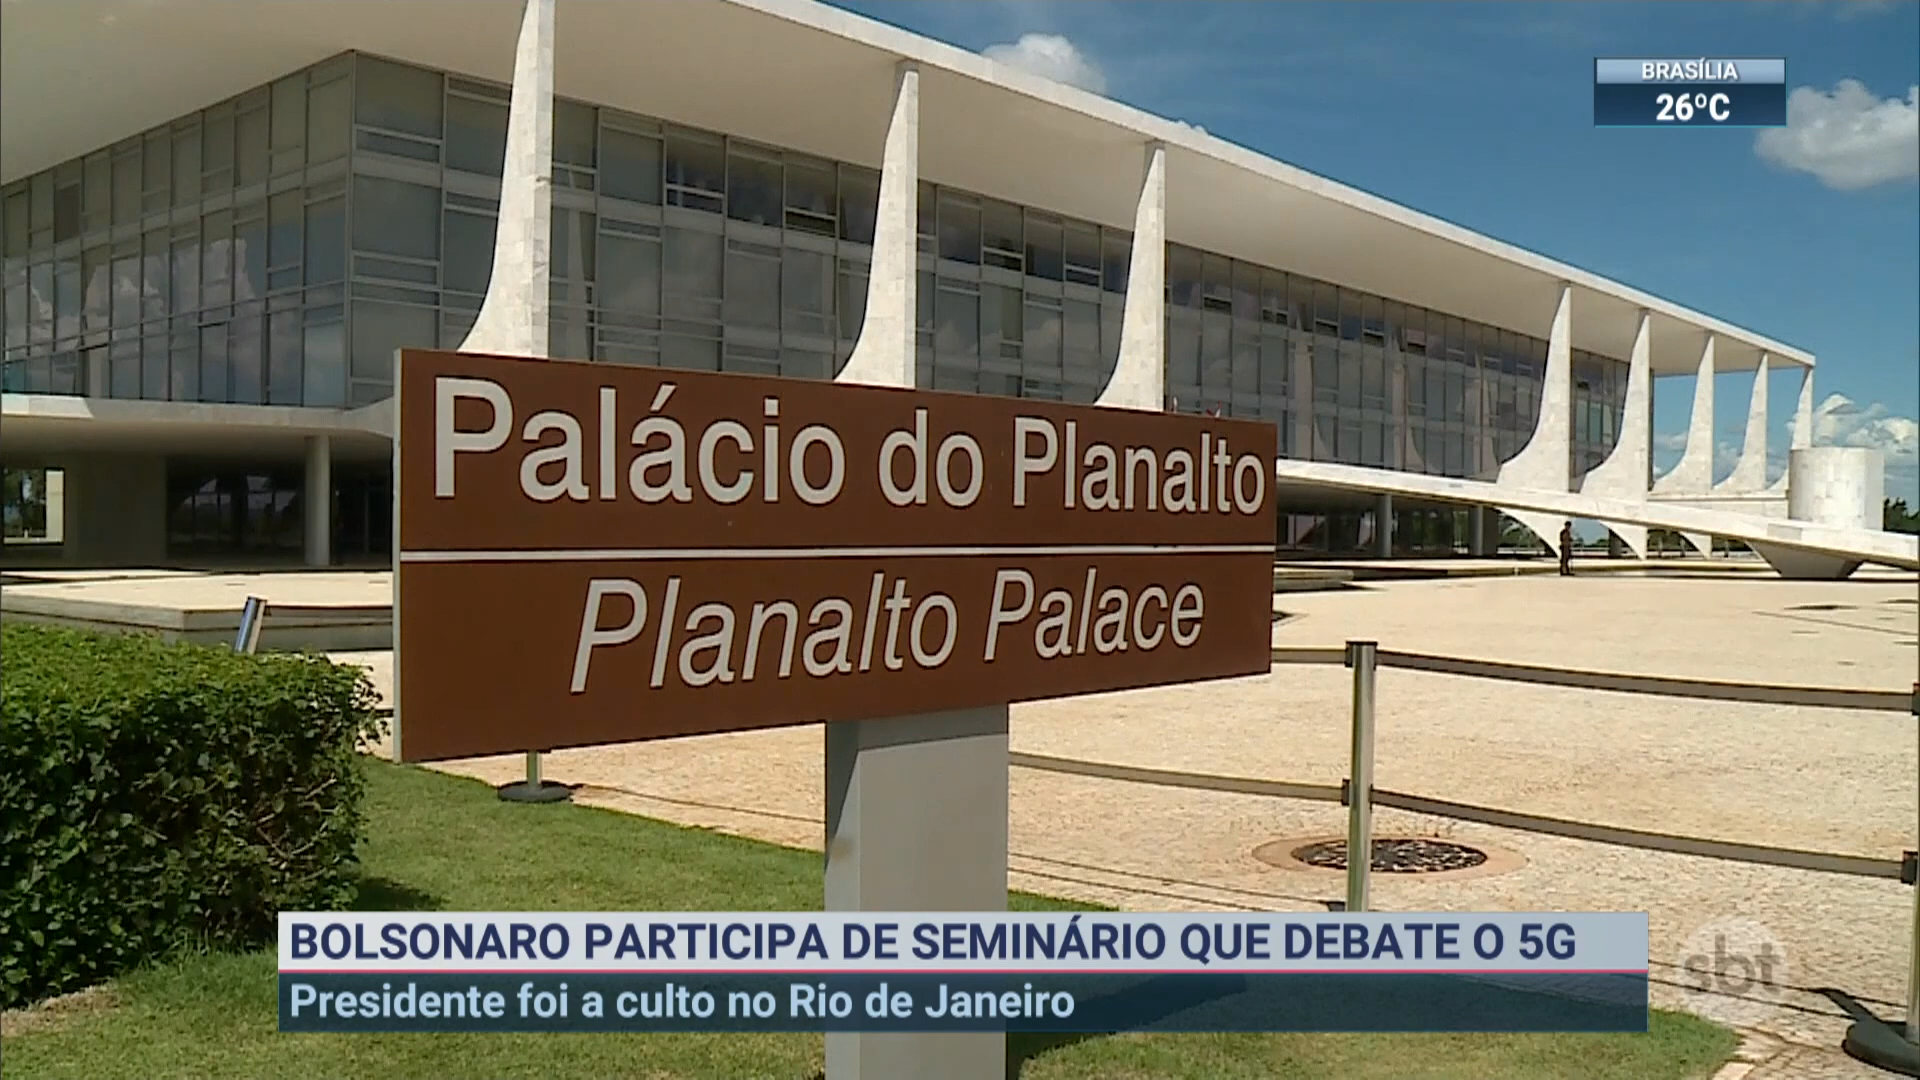 BRASÍLIA
26ºC
Palácio do Planalto
Planalto Palace
BOLSONARO PARTICIPA DE SEMINÁRIO QUE DEBATE O 5G
Presidente foi a culto no Rio de Janeiro
sbt